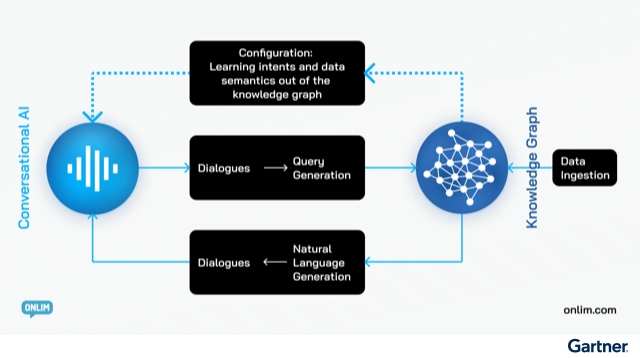 Configuration:
Learning intents and data
semantics out of the
knowledge graph
Conversational AI
Dialogues
Query
Generation
Knowledge Graph
Data
Ingestion
Dialogues
Natural
Language
Generation
ONLIM
onlim.com
Gartner